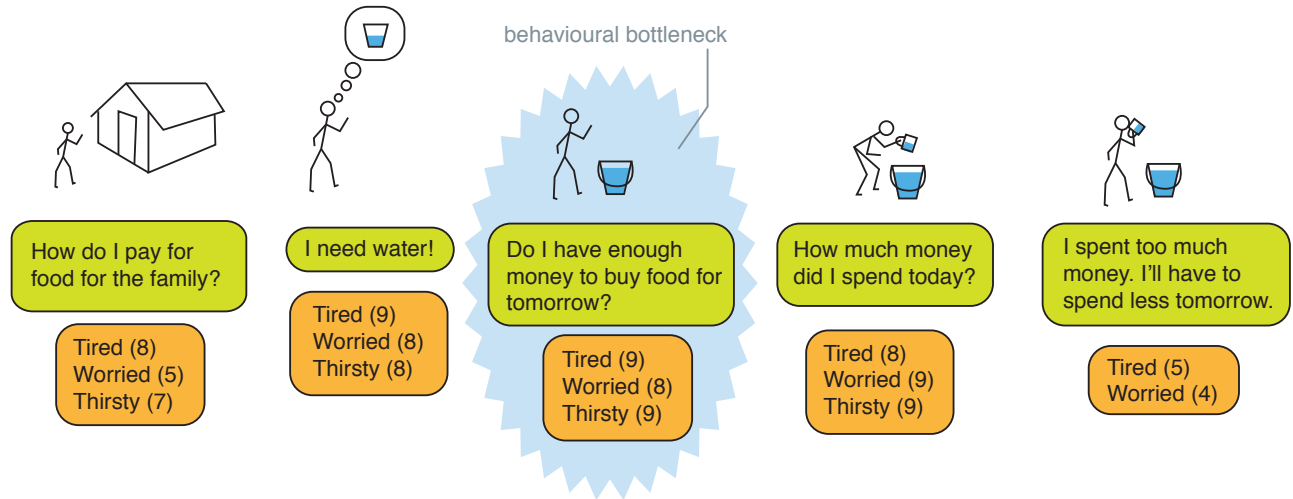 behavioural bottleneck
How do I pay for
food for the family?
Tired (8)
Worried (5)
Thirsty (7)
I need water!
Tired (9)
Worried (8)
Thirsty (8)
Do I have enough
money to buy food for
tomorrow?
Tired (9)
Worried (8)
Thirsty (9)
How much money
did I spend today?
Tired (8)
Worried (9)
Thirsty (9)
I spent too much
money. I’ll have to
spend less tomorrow.
Tired (5)
Worried (4)